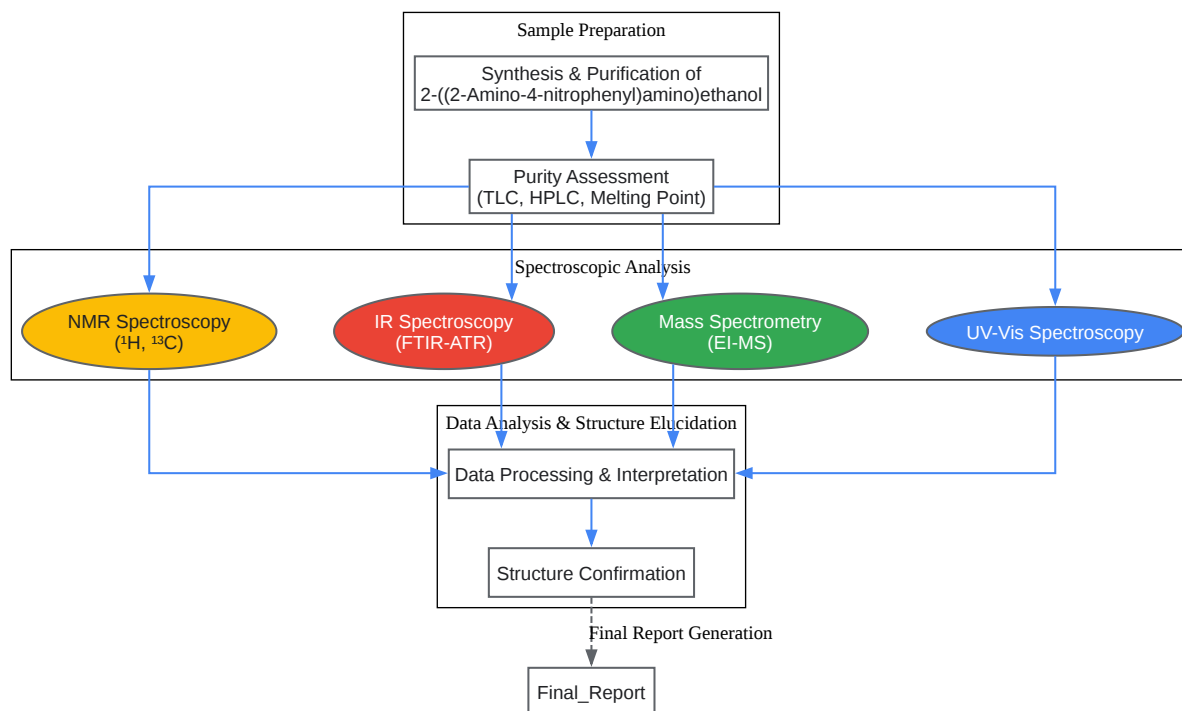 Sample Preparation
Synthesis & Purification of
2-((2-Amino-4-nitrophenyl)amino)ethanol
Purity Assessment
(TLC, HPLC, Melting Point)
Spectroscopic Analysis
NMR Spectroscopy
(¹H, ¹³C)
IR Spectroscopy
(FTIR-ATR)
Mass Spectrometry
(EI-MS)
UV-Vis Spectroscopy
Data Analysis & Structure Elucidation
Data Processing & Interpretation
Structure Confirmation
Final Report Generation
Final_Report